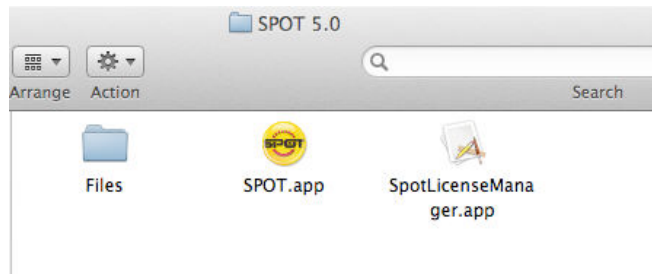 SPOT 5.0
Arrange Action
Search
SPOT
Files SPOT.app SpotLicenseMana
ger.app